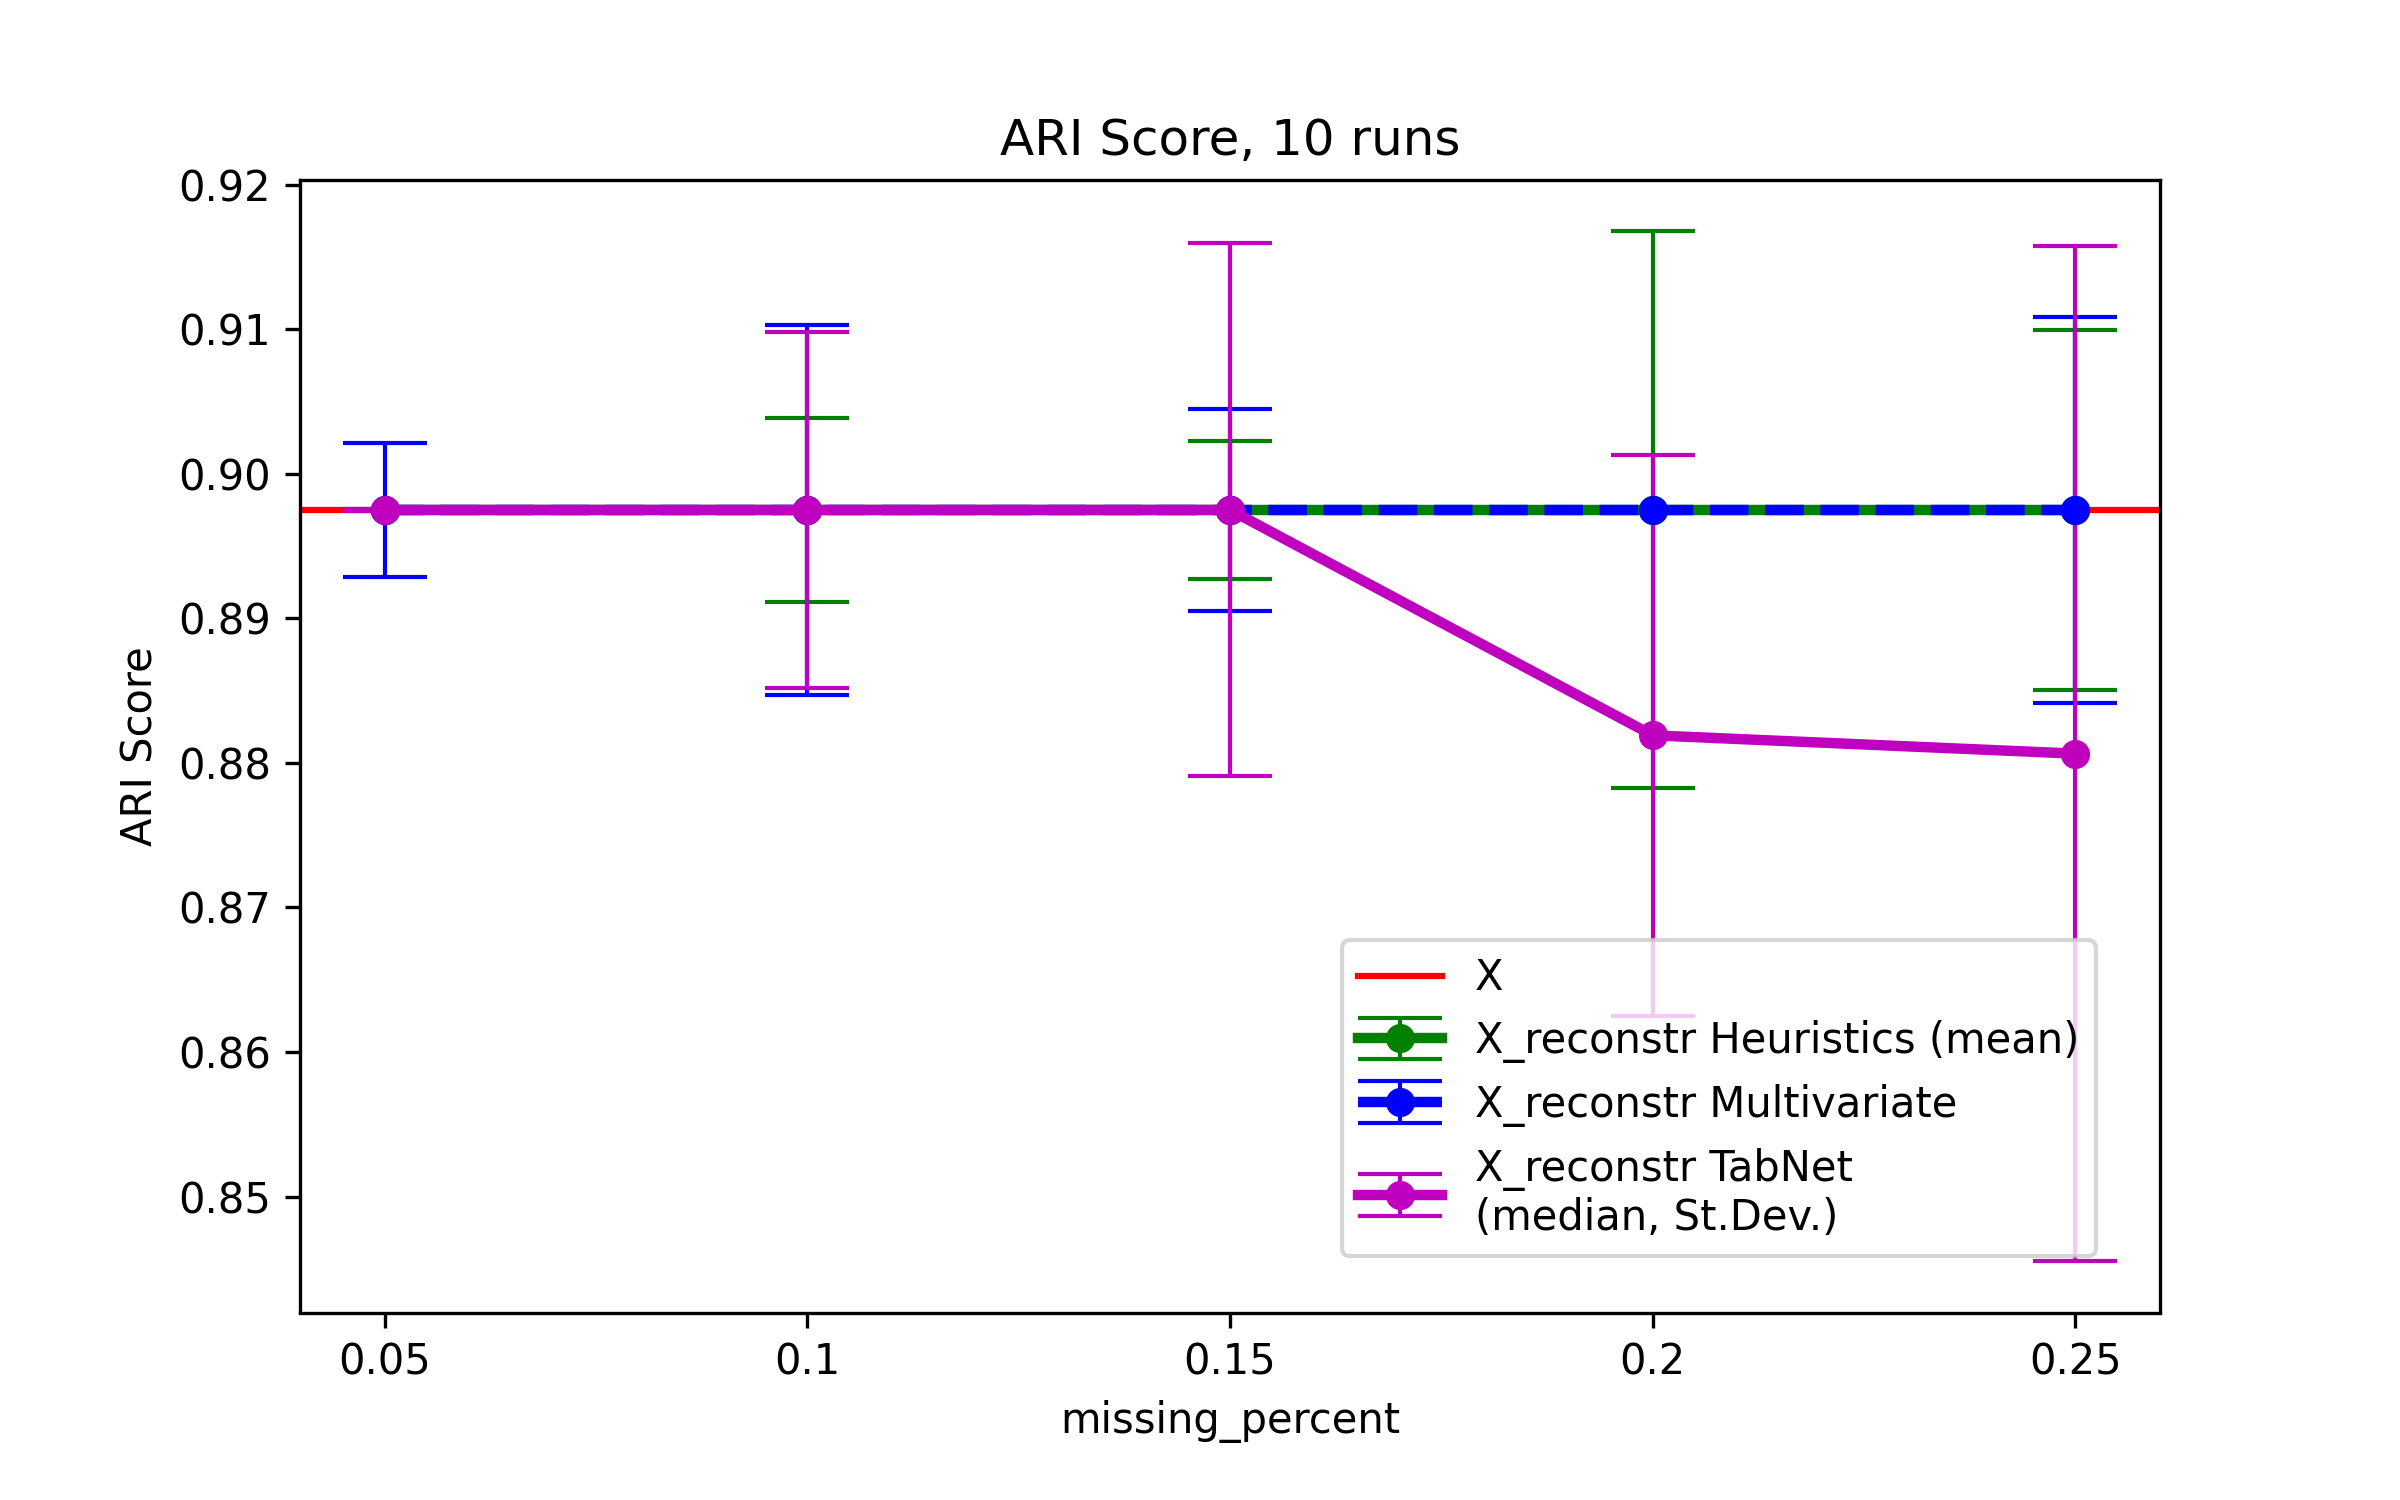 ARI Score, 10 runs
0.92
0.91
0.90
0.89
0.88
0.87
0.86
0.85
ARI Score
X
X_reconstr Heuristics (mean)
X_reconstr Multivariate
X_reconstr TabNet
(median, St.Dev.)
0.05 0.1 0.15 0.2 0.25
missing_percent